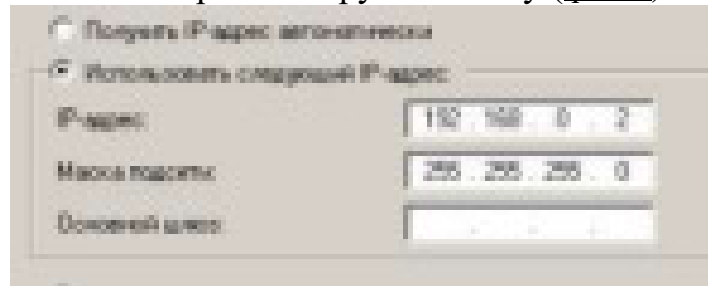 Получить IP-адрес автоматически
Использовать следующий IP-адрес:
IP-адрес: 192 . 168 . 0 . 2
Маска подсети: 255 . 255 . 255 . 0
Основной шлюз: . . .